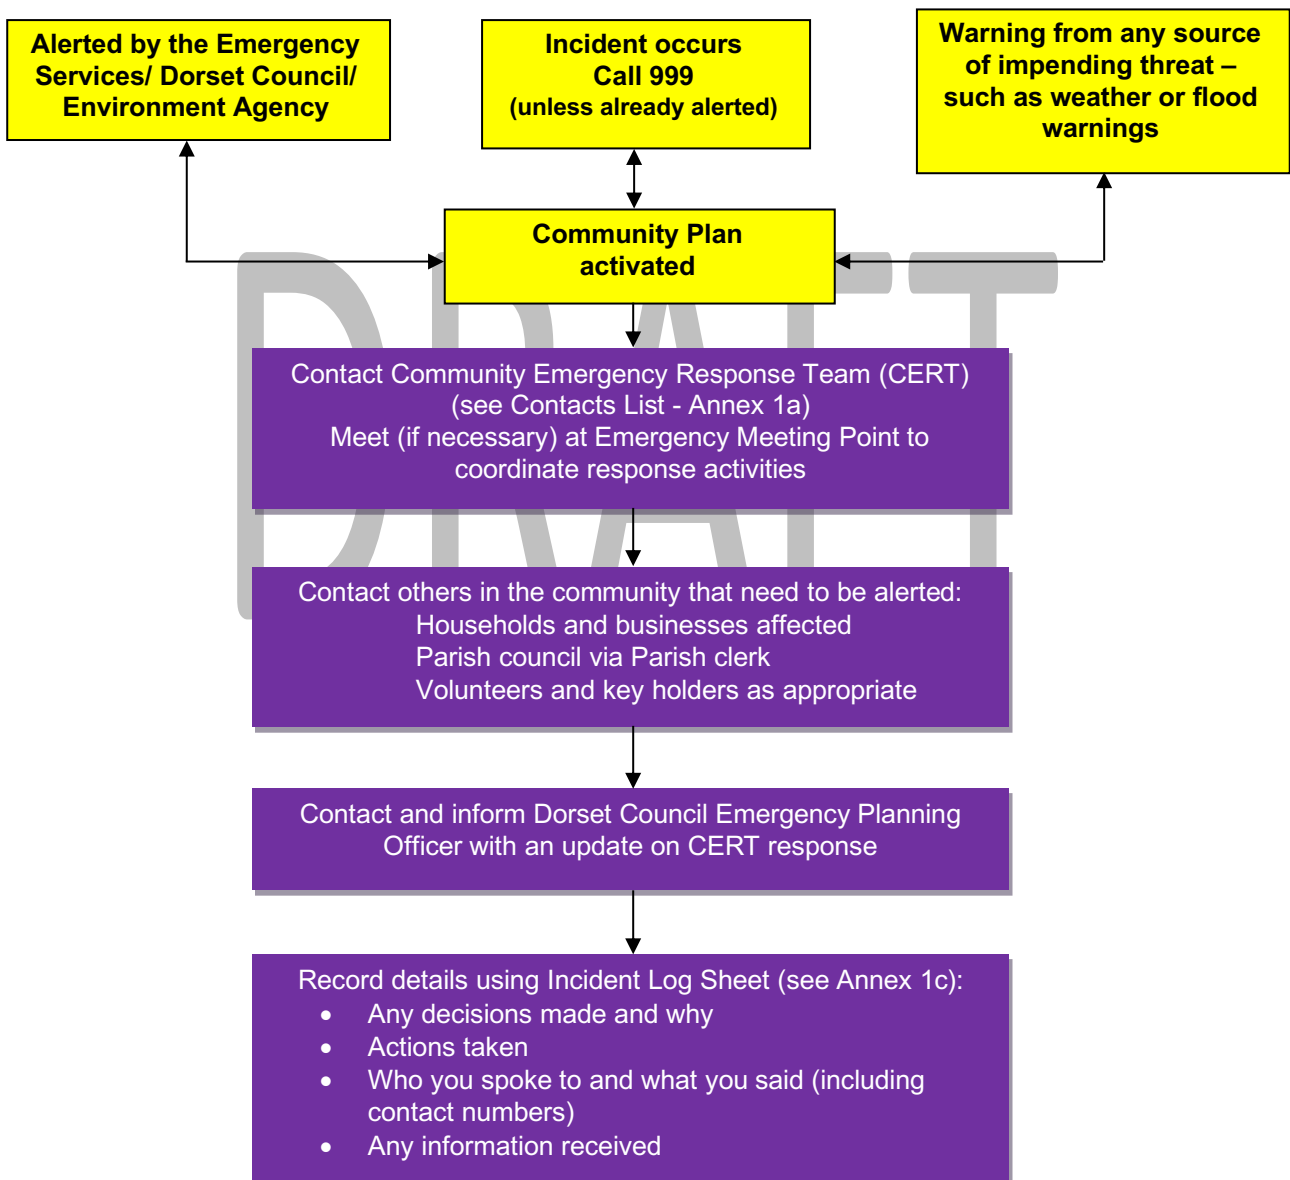 Alerted by the Emergency
Services/ Dorset Council/
Environment Agency
Incident occurs
Call 999
(unless already alerted)
Warning from any source
of impending threat –
such as weather or flood
warnings
Community Plan
activated
DRAFT
Contact Community Emergency Response Team (CERT)
(see Contacts List - Annex 1a)
Meet (if necessary) at Emergency Meeting Point to
coordinate response activities
Contact others in the community that need to be alerted:
Households and businesses affected
Parish council via Parish clerk
Volunteers and key holders as appropriate
Contact and inform Dorset Council Emergency Planning
Officer with an update on CERT response
Record details using Incident Log Sheet (see Annex 1c):
• Any decisions made and why
• Actions taken
• Who you spoke to and what you said (including
contact numbers)
• Any information received